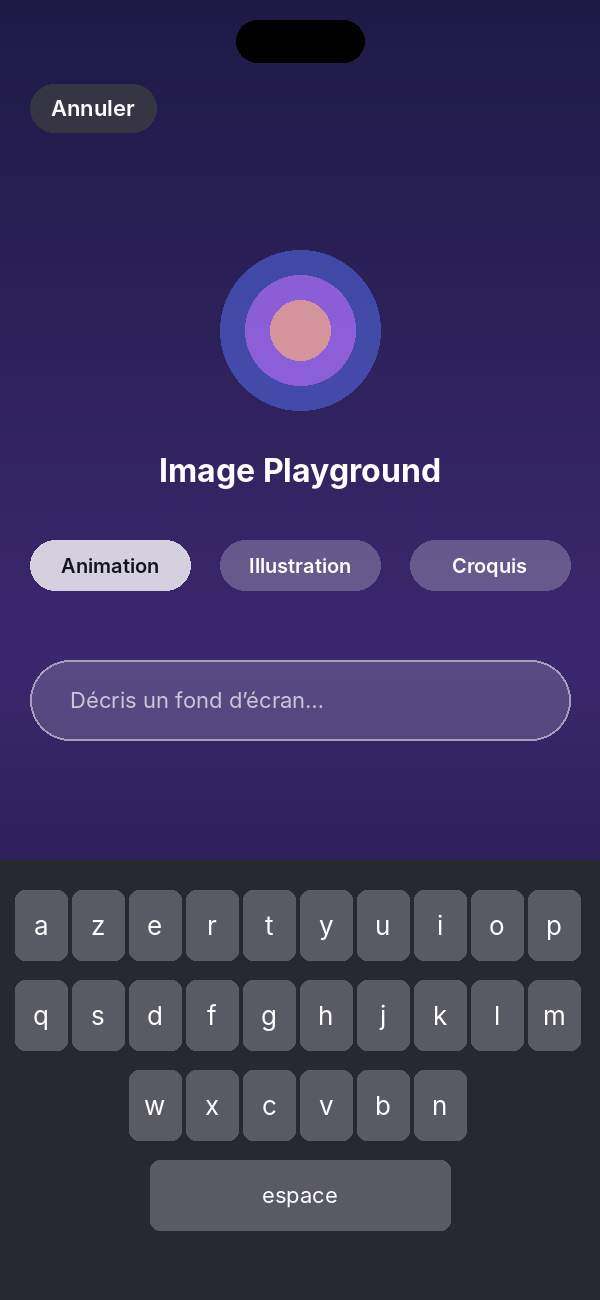 Annuler
Image Playground
Animation Illustration Croquis
Décris un fond d’écran...
a z e r t y u i o p
q s d f g h j k l m
w x c v b n
espace